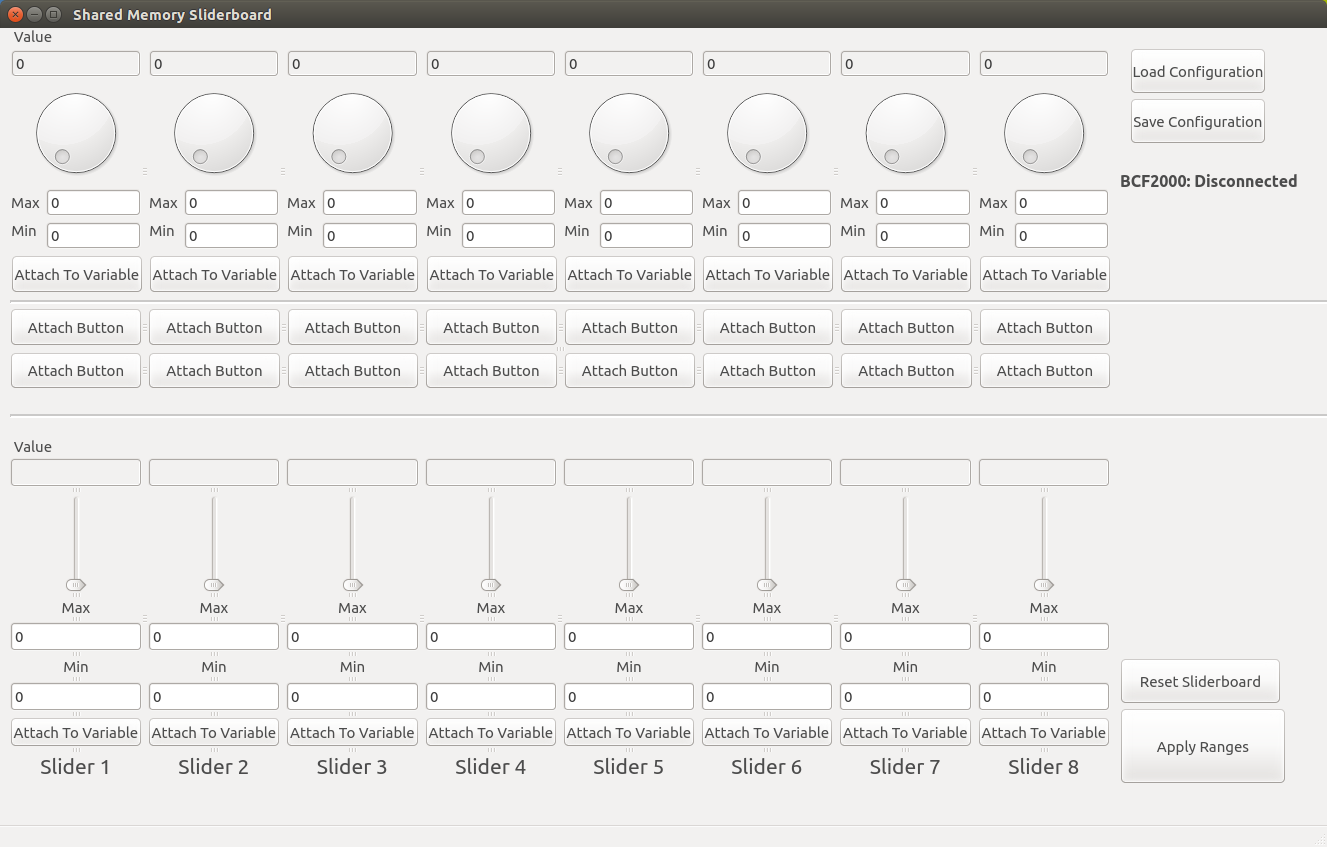 Shared Memory Sliderboard
Value
0 0 0 0 0 0 0 0
Load Configuration
Save Configuration
BCF2000: Disconnected
Max 0 Max 0 Max 0 Max 0 Max 0 Max 0 Max 0 Max 0
Min 0 Min 0 Min 0 Min 0 Min 0 Min 0 Min 0 Min 0
Attach To Variable Attach To Variable Attach To Variable Attach To Variable Attach To Variable Attach To Variable Attach To Variable Attach To Variable
Attach Button Attach Button Attach Button Attach Button Attach Button Attach Button Attach Button Attach Button
Attach Button Attach Button Attach Button Attach Button Attach Button Attach Button Attach Button Attach Button
Value
Max Max Max Max Max Max Max Max
0 0 0 0 0 0 0 0
Min Min Min Min Min Min Min Min
0 0 0 0 0 0 0 0
Attach To Variable Attach To Variable Attach To Variable Attach To Variable Attach To Variable Attach To Variable Attach To Variable Attach To Variable
Slider 1 Slider 2 Slider 3 Slider 4 Slider 5 Slider 6 Slider 7 Slider 8
Reset Sliderboard
Apply Ranges